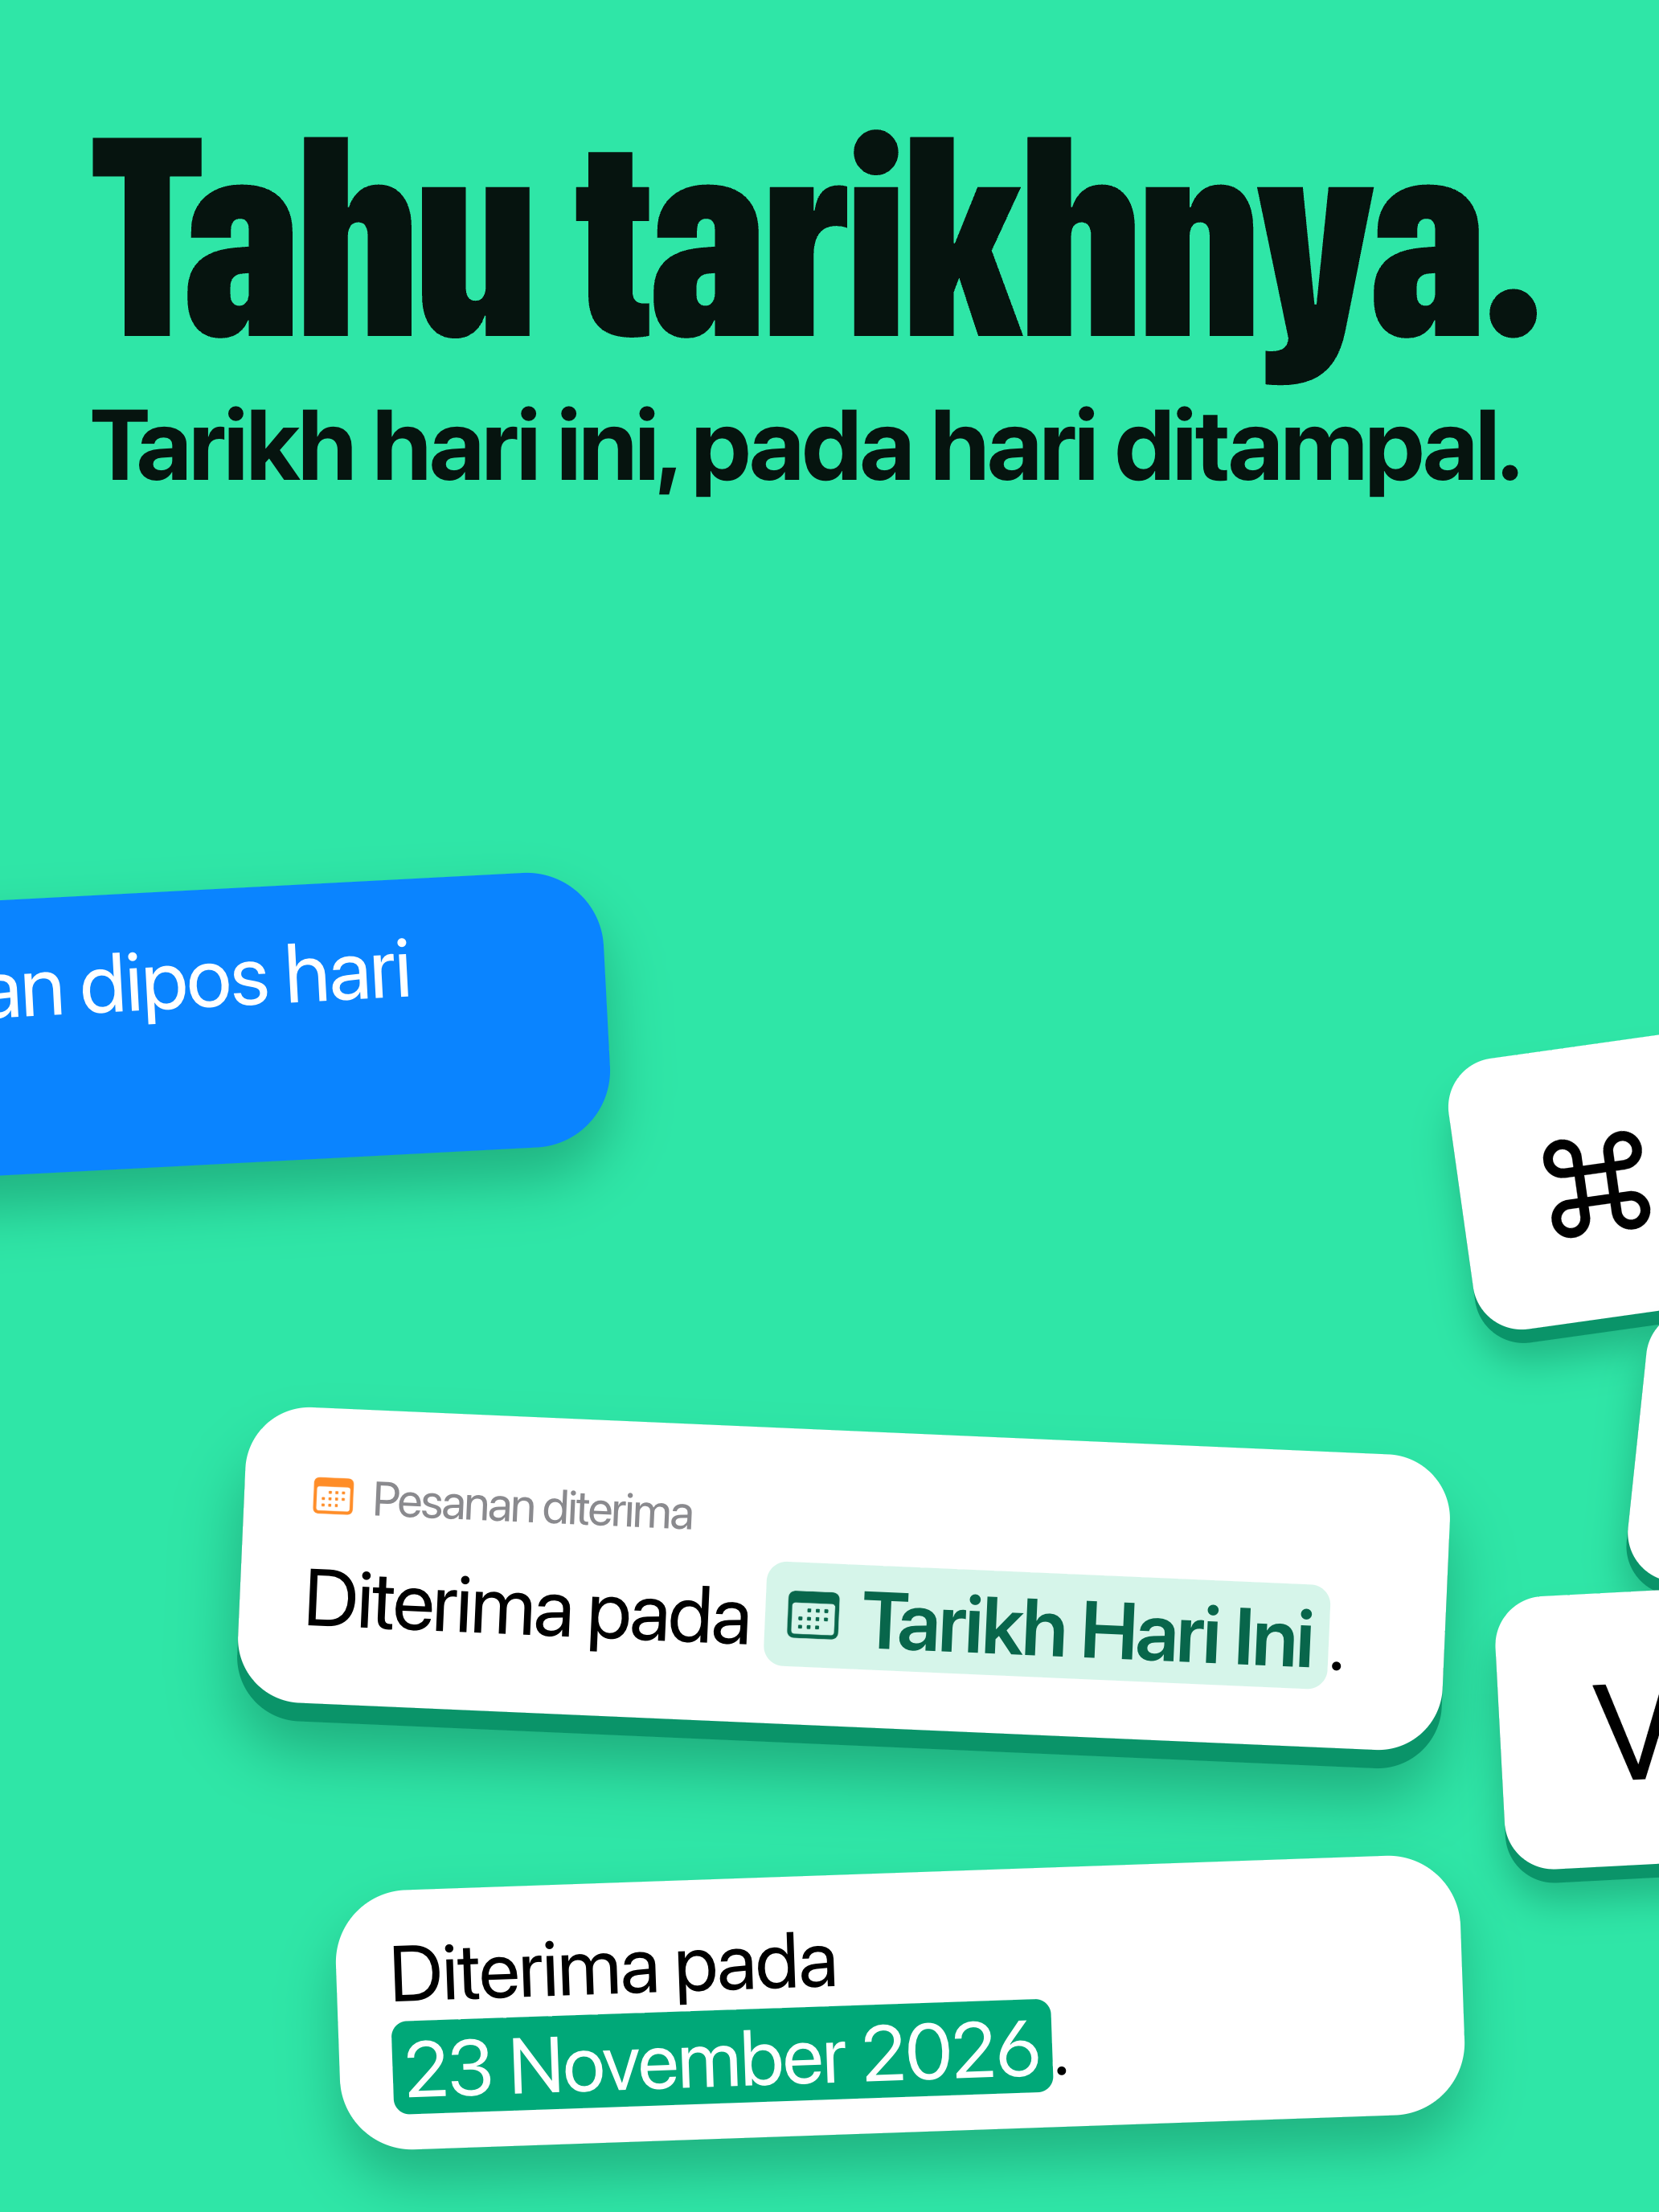 Tahu tarikhnya.
Tarikh hari ini, pada hari ditampal.
an dipos hari
⌘
Pesanan diterima
Diterima pada Tarikh Hari Ini.
V
Diterima pada
23 November 2026.